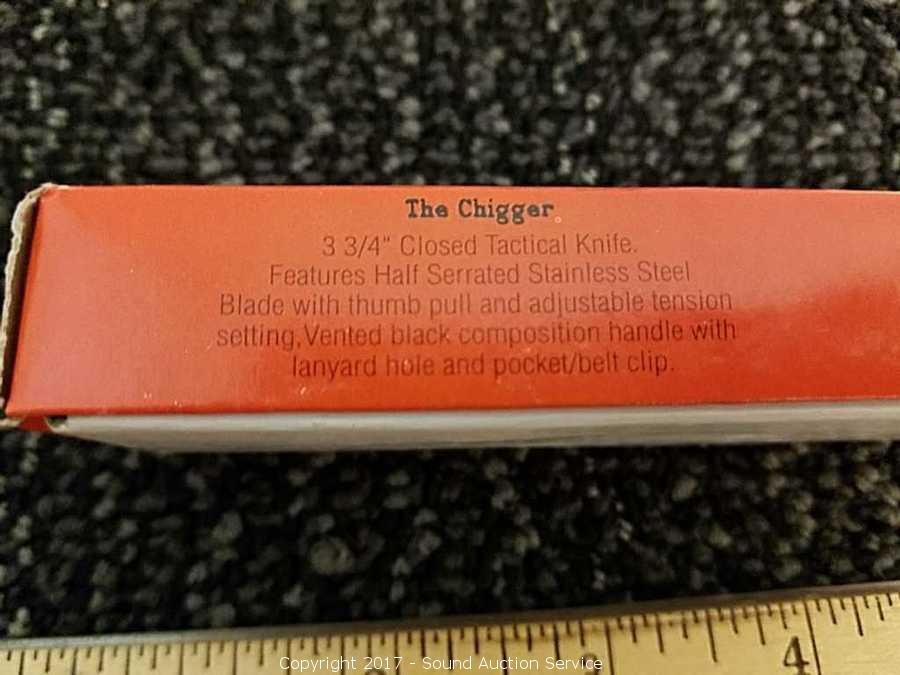 The Chigger
3 3/4" Closed Tactical Knife.
Features Half Serrated Stainless Steel
Blade with thumb pull and adjustable tension
setting,Vented black composition handle with
lanyard hole and pocket/belt clip.
4
Copyright 2017 - Sound Auction Service